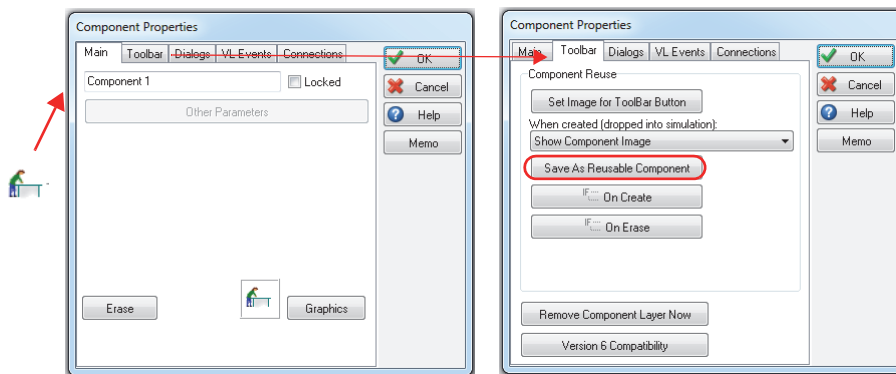 Component Properties
Main Toolbar Dialogs VL Events Connections
Component 1
Locked
Other Parameters
Erase
Graphics
OK
Cancel
Help
Memo
Component Properties
Main Toolbar Dialogs VL Events Connections
Component Reuse
Set Image for ToolBar Button
When created (dropped into simulation):
Show Component Image
Save As Reusable Component
IF On Create
IF On Erase
Remove Component Layer Now
Version 6 Compatibility
OK
Cancel
Help
Memo